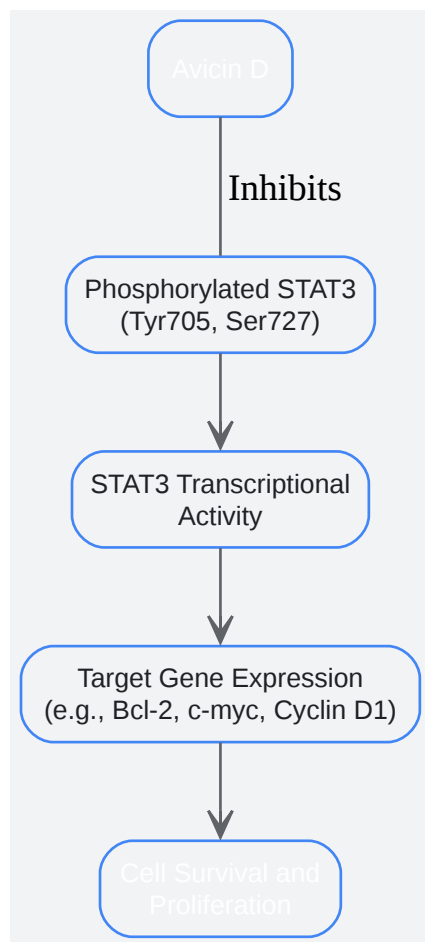 Avicin D
Inhibits
Phosphorylated STAT3
(Tyr705, Ser727)
STAT3 Transcriptional
Activity
Target Gene Expression
(e.g., Bcl-2, c-myc, Cyclin D1)
Cell Survival and
Proliferation